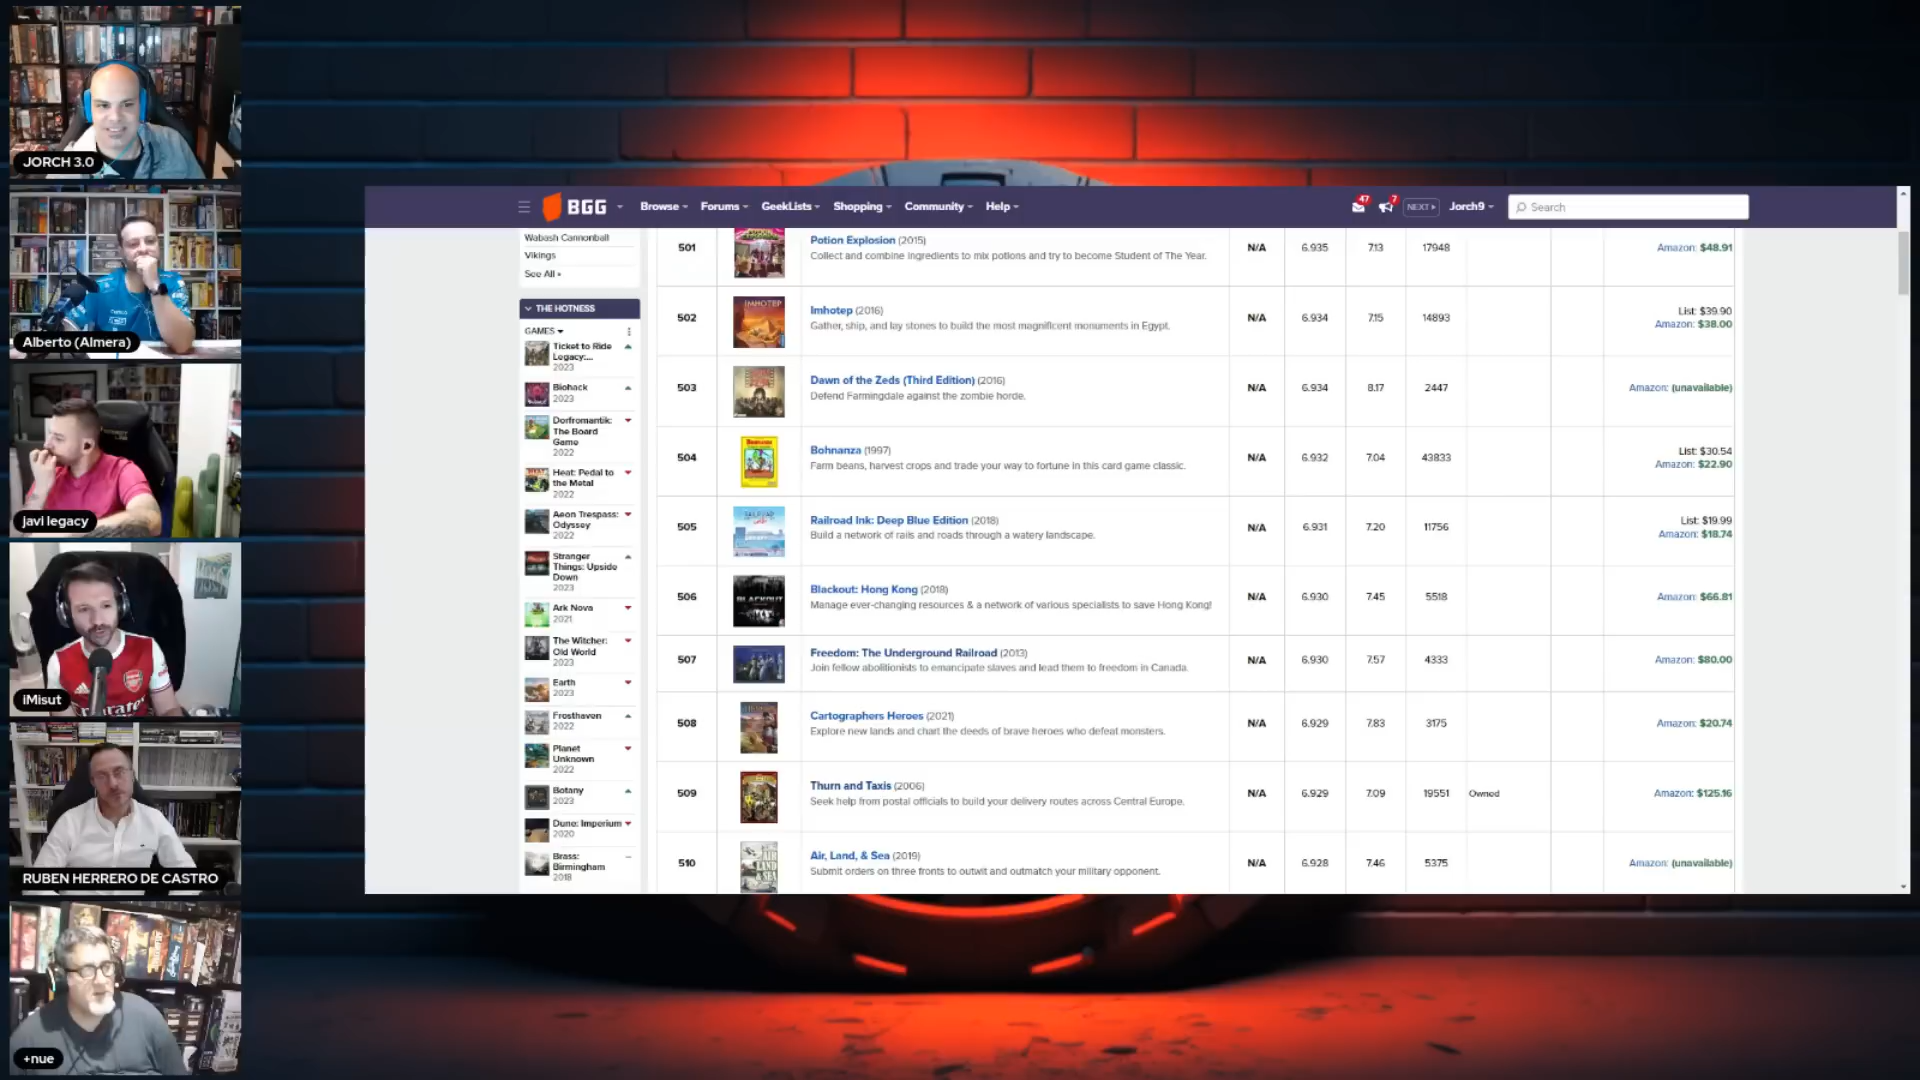 JORCH 3.0
Alberto (Almera)
javi legacy
iMisut
RUBEN HERRERO DE CASTRO
+nue
BGG
Browse
Forums
GeekLists
Shopping
Community
Help
47
7
NEXT
Jorch9
Search
Wabash Cannonball
Vikings
See All »
THE HOTNESS
GAMES
Ticket to Ride
Legacy:...
2023
Biohack
2023
Dorfromantik:
The Board
Game
2022
Heat: Pedal to
the Metal
2022
Aeon Trespass:
Odyssey
2022
Stranger
Things: Upside
Down
2023
Ark Nova
2021
The Witcher:
Old World
2023
Earth
2023
Frosthaven
2022
Planet
Unknown
2022
Botany
2023
Dune: Imperium
2020
Brass:
Birmingham
2018
501 Potion Explosion (2015) N/A 6.935 7.13 17948 Amazon: $48.91
Collect and combine ingredients to mix potions and try to become Student of The Year.
502 Imhotep (2016) N/A 6.934 7.15 14893 List: $39.90
Gather, ship, and lay stones to build the most magnificent monuments in Egypt. Amazon: $38.00
503 Dawn of the Zeds (Third Edition) (2016) N/A 6.934 8.17 2447 Amazon: (unavailable)
Defend Farmingdale against the zombie horde.
504 Bohnanza (1997) N/A 6.932 7.04 43833 List: $30.54
Farm beans, harvest crops and trade your way to fortune in this card game classic. Amazon: $22.90
505 Railroad Ink: Deep Blue Edition (2018) N/A 6.931 7.20 11756 List: $19.99
Build a network of rails and roads through a watery landscape. Amazon: $18.74
506 Blackout: Hong Kong (2018) N/A 6.930 7.45 5518 Amazon: $66.81
Manage ever-changing resources & a network of various specialists to save Hong Kong!
507 Freedom: The Underground Railroad (2013) N/A 6.930 7.57 4333 Amazon: $80.00
Join fellow abolitionists to emancipate slaves and lead them to freedom in Canada.
508 Cartographers Heroes (2021) N/A 6.929 7.83 3175 Amazon: $20.74
Explore new lands and chart the deeds of brave heroes who defeat monsters.
509 Thurn and Taxis (2006) N/A 6.929 7.09 19551 Owned Amazon: $125.16
Seek help from postal officials to build your delivery routes across Central Europe.
510 Air, Land, & Sea (2019) N/A 6.928 7.46 5375 Amazon: (unavailable)
Submit orders on three fronts to outwit and outmatch your military opponent.
IMHOTEP
BLACKOUT
AIR
LAND
& SEA